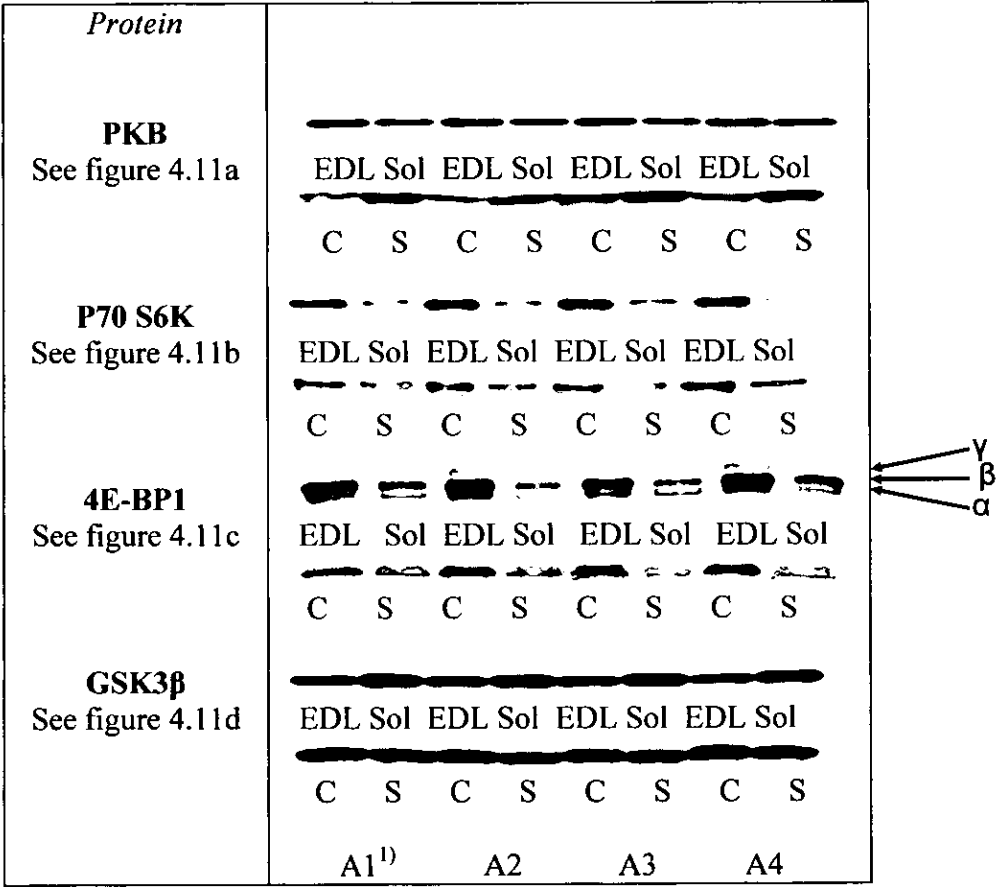 Protein
PKB
See figure 4.11a
EDL Sol EDL Sol EDL Sol EDL Sol
C S C S C S C S
P70 S6K
See figure 4.11b
EDL Sol EDL Sol EDL Sol EDL Sol
C S C S C S C S
4E-BP1
See figure 4.11c
EDL Sol EDL Sol EDL Sol EDL Sol
C S C S C S C S
γ
β
α
GSK3β
See figure 4.11d
EDL Sol EDL Sol EDL Sol EDL Sol
C S C S C S C S
A1¹⁾ A2 A3 A4